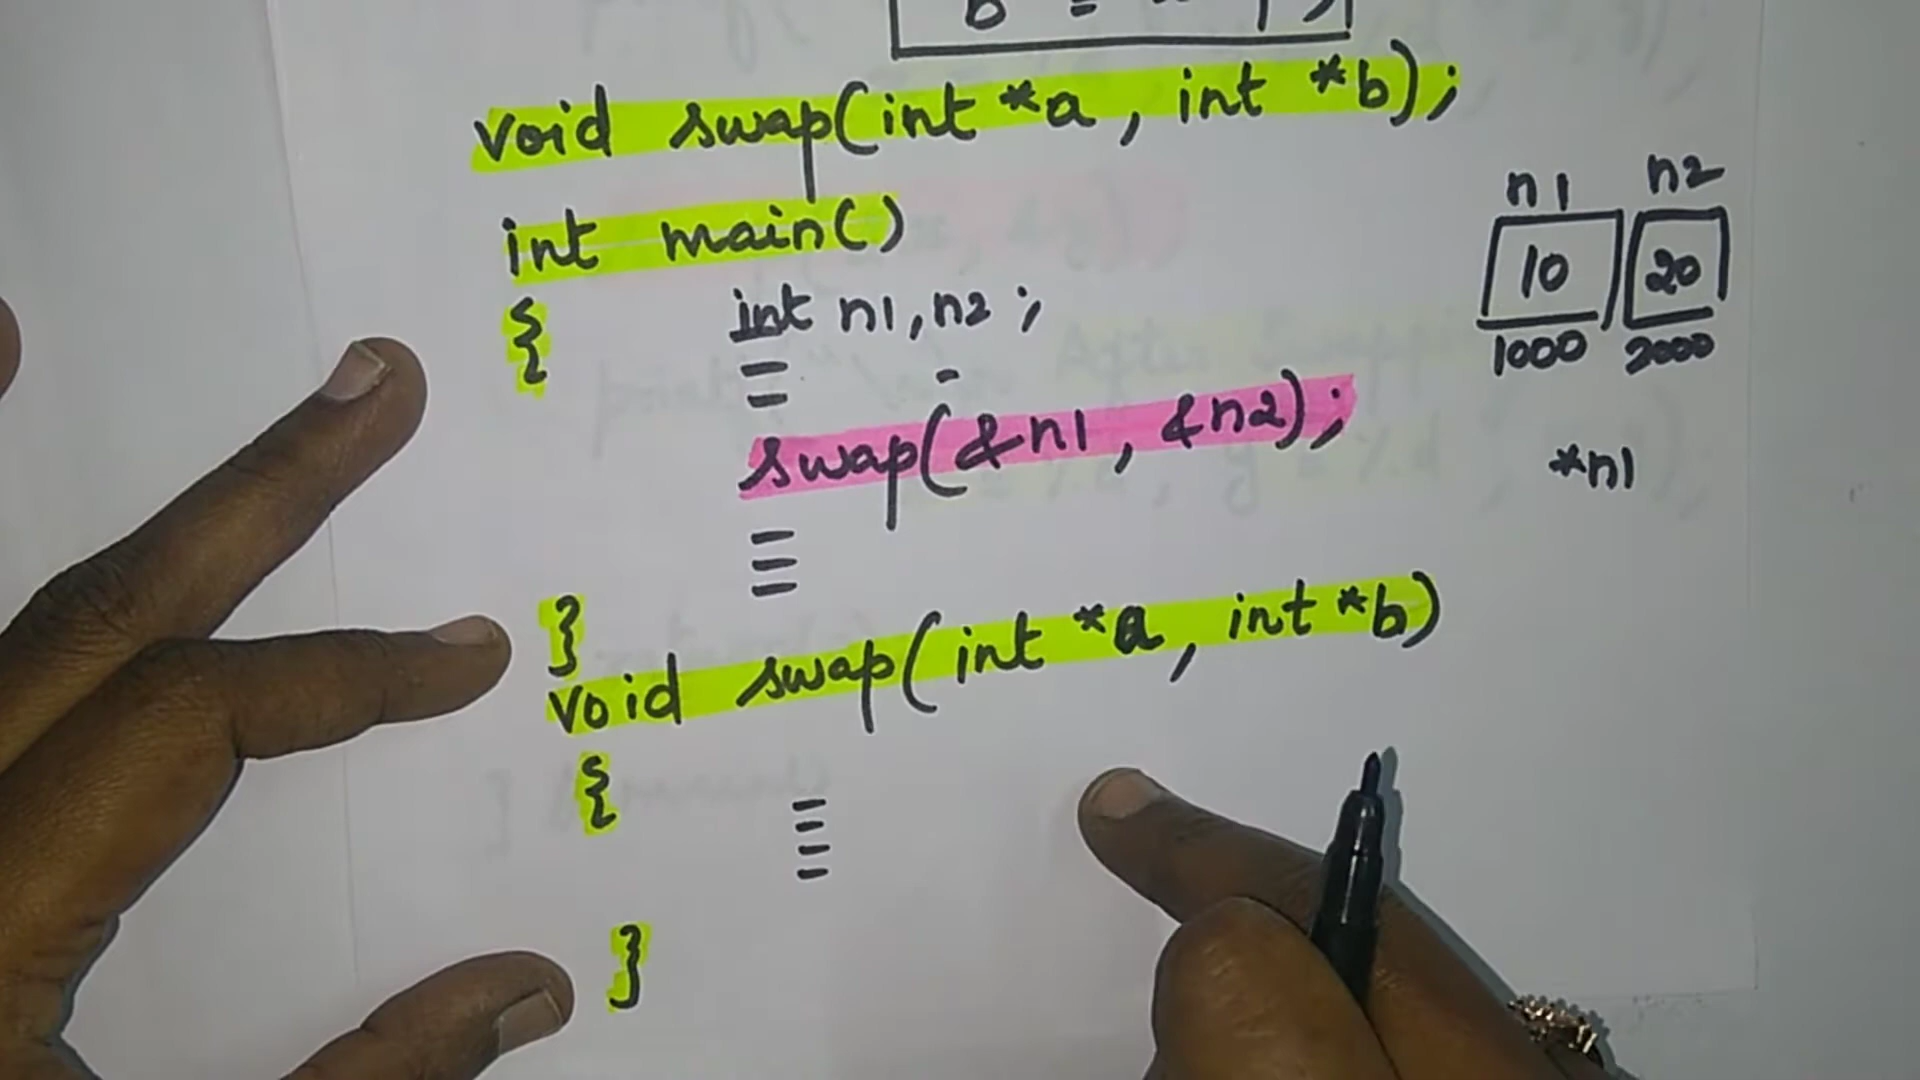 void swap(int *a, int *b);
int main()
{ int n1, n2;
swap(&n1, &n2);
}
void swap(int *a, int *b)
{
}
n1 n2
10 20
1000 2000
*n1